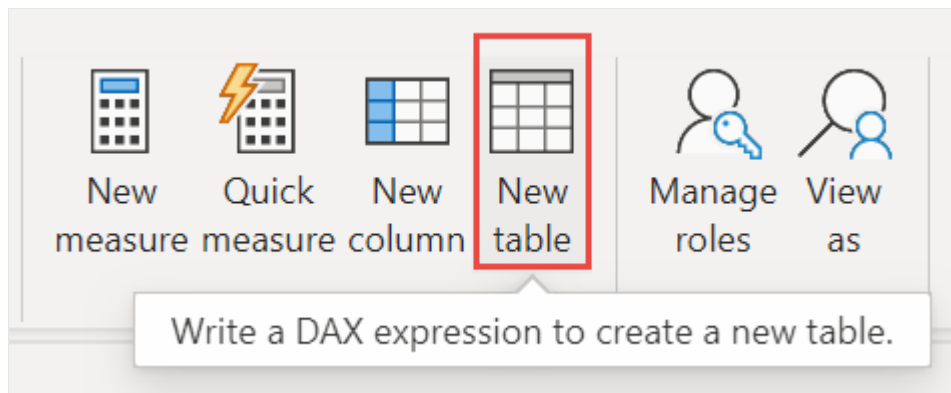 New measure
Quick measure
New column
New table
Manage roles
View as
Write a DAX expression to create a new table.